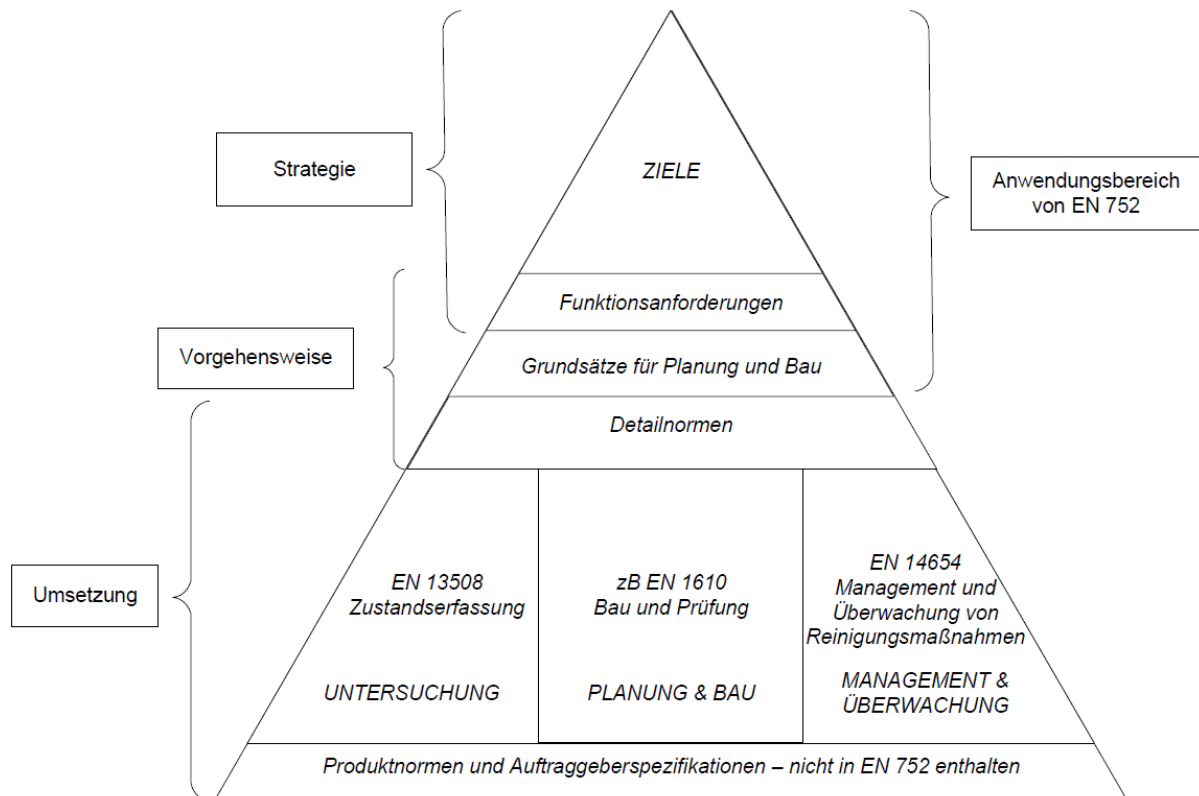 ZIELE
Strategie
Anwendungsbereich
von EN 752
Funktionsanforderungen
Vorgehensweise
Grundsätze für Planung und Bau
Detailnormen
Umsetzung
EN 13508
Zustandserfassung
UNTERSUCHUNG
zB EN 1610
Bau und Prüfung
PLANUNG & BAU
EN 14654
Management und
Überwachung von
Reinigungsmaßnahmen
MANAGEMENT &
ÜBERWACHUNG
Produktnormen und Auftraggeberspezifikationen – nicht in EN 752 enthalten